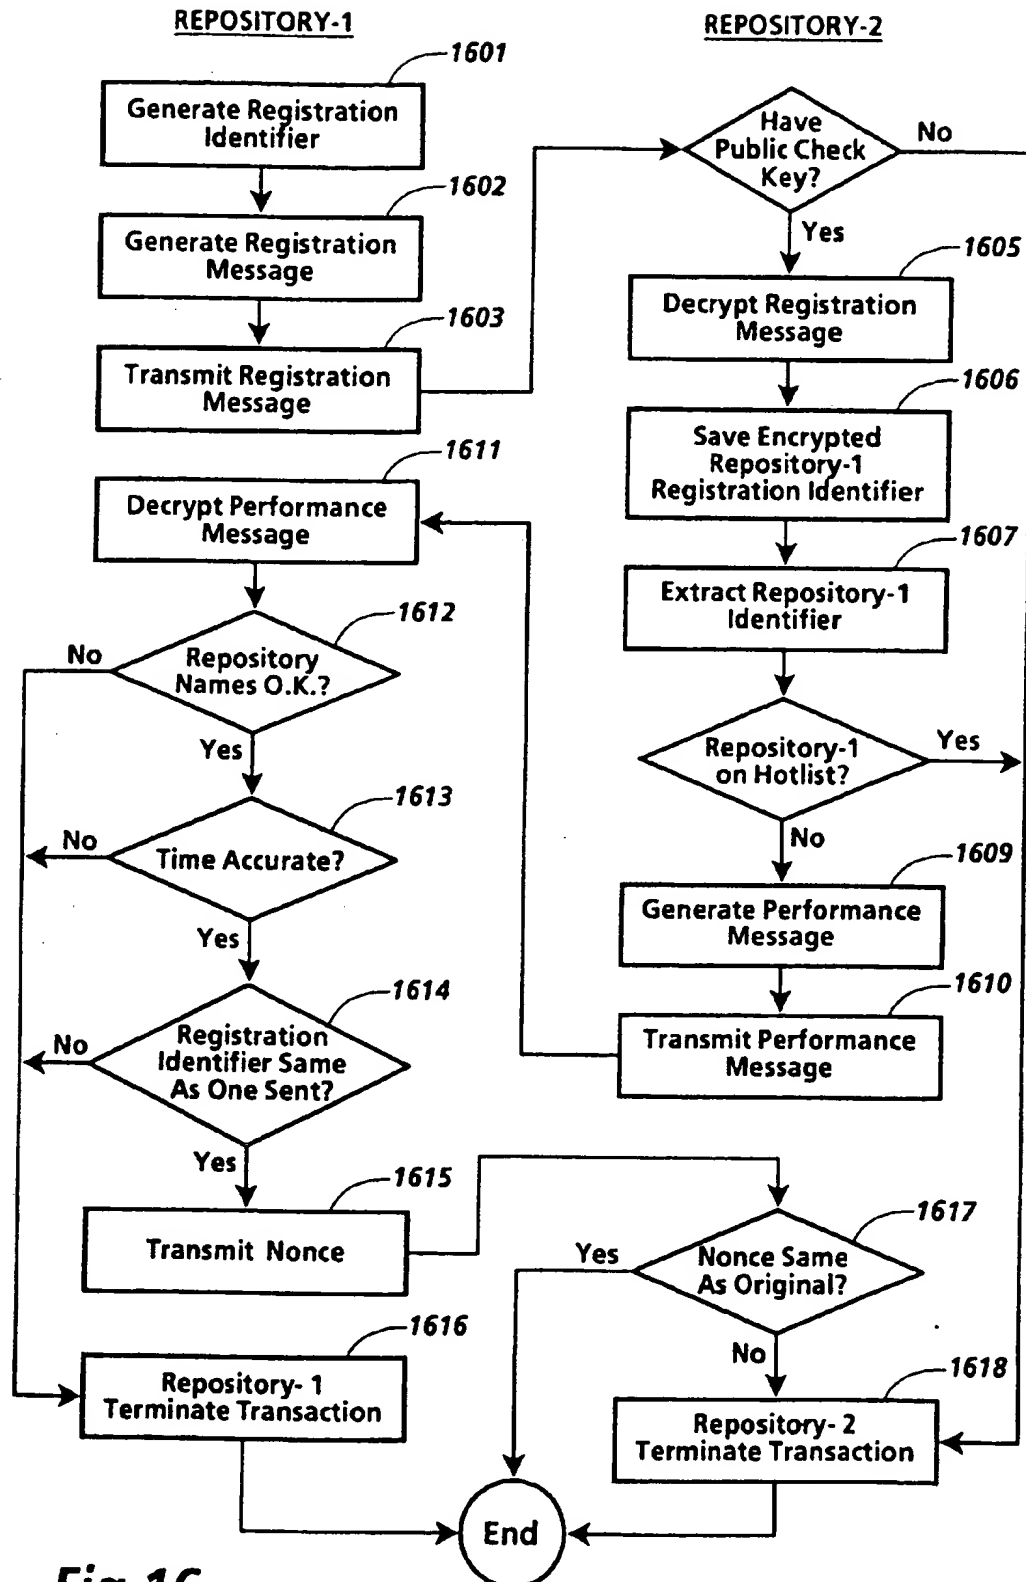 REPOSITORY-1
1601
Generate Registration
Identifier
1602
Generate Registration
Message
1603
Transmit Registration
Message
1611
Decrypt Performance
Message
1612
No
Repository
Names O.K.?
Yes
1613
No
Time Accurate?
Yes
1614
No
Registration
Identifier Same
As One Sent?
Yes
1615
Transmit Nonce
1616
Repository- 1
Terminate Transaction
REPOSITORY-2
Have
Public Check
Key?
No
Yes
1605
Decrypt Registration
Message
1606
Save Encrypted
Repository-1
Registration Identifier
1607
Extract Repository-1
Identifier
Repository-1
on Hotlist?
Yes
No
1609
Generate Performance
Message
1610
Transmit Performance
Message
1617
Yes
Nonce Same
As Original?
No
1618
Repository- 2
Terminate Transaction
End
Fig.16